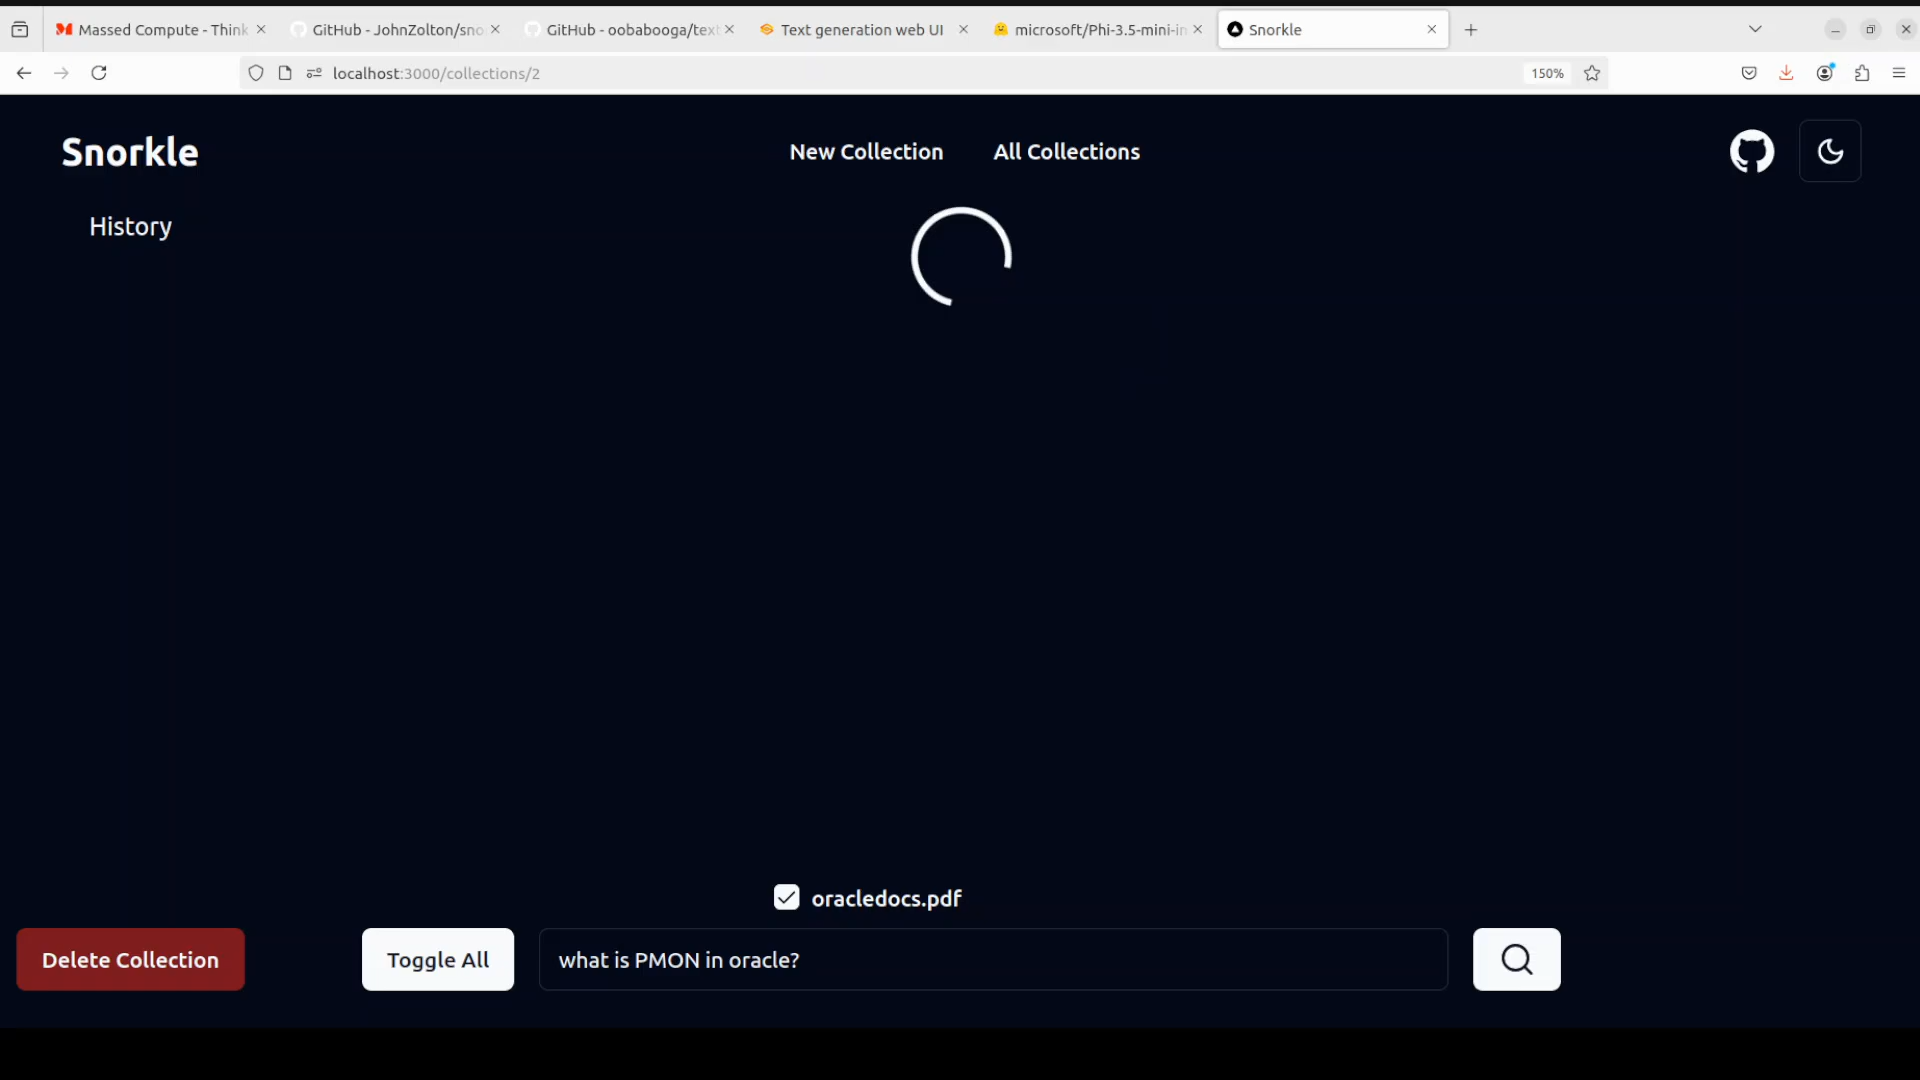 Massed Compute - Think
GitHub - JohnZolton/sno
GitHub - oobabooga/text
Text generation web UI
microsoft/Phi-3.5-mini-in
Snorkle
localhost:3000/collections/2
150%
Snorkle
New Collection
All Collections
History
oracledocs.pdf
Delete Collection
Toggle All
what is PMON in oracle?